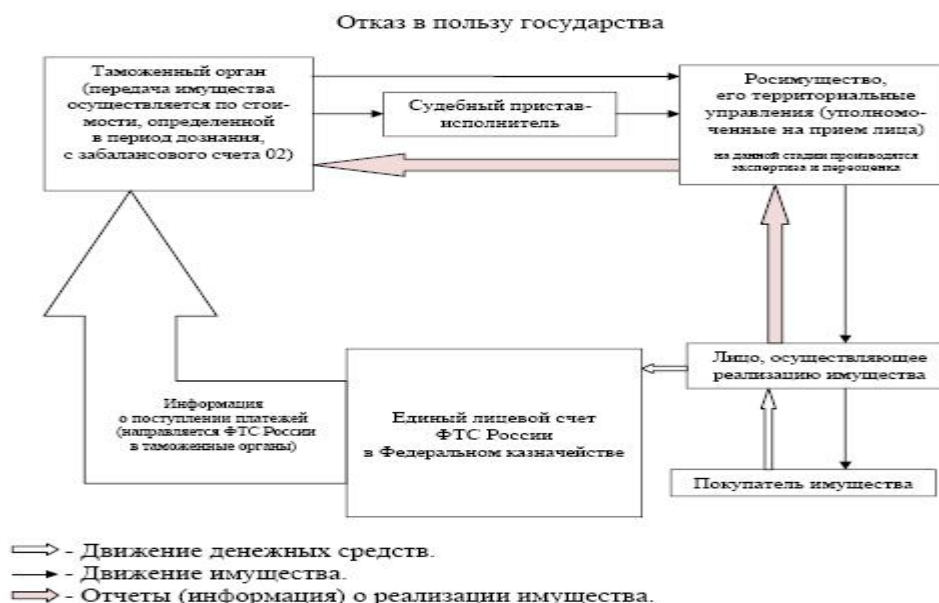 Отказ в пользу государства
Таможенный орган
(передача имущества
осуществляется по стои-
мости, определенной
в период дознания,
с забалансового счета 02)
Судебный пристав-
исполнитель
Росимущество,
его территориальные
управления (уполномо-
ченные на прием лица)
на данной стадии производятся
экспертиза и переоценка
Лицо, осуществляющее
реализацию имущества
Информация
о поступлении платежей
(направляется ФТС России
в таможенные органы)
Единый лицевой счет
ФТС России
в Федеральном казначействе
Покупатель имущества
- Движение денежных средств.
- Движение имущества.
- Отчеты (информация) о реализации имущества.